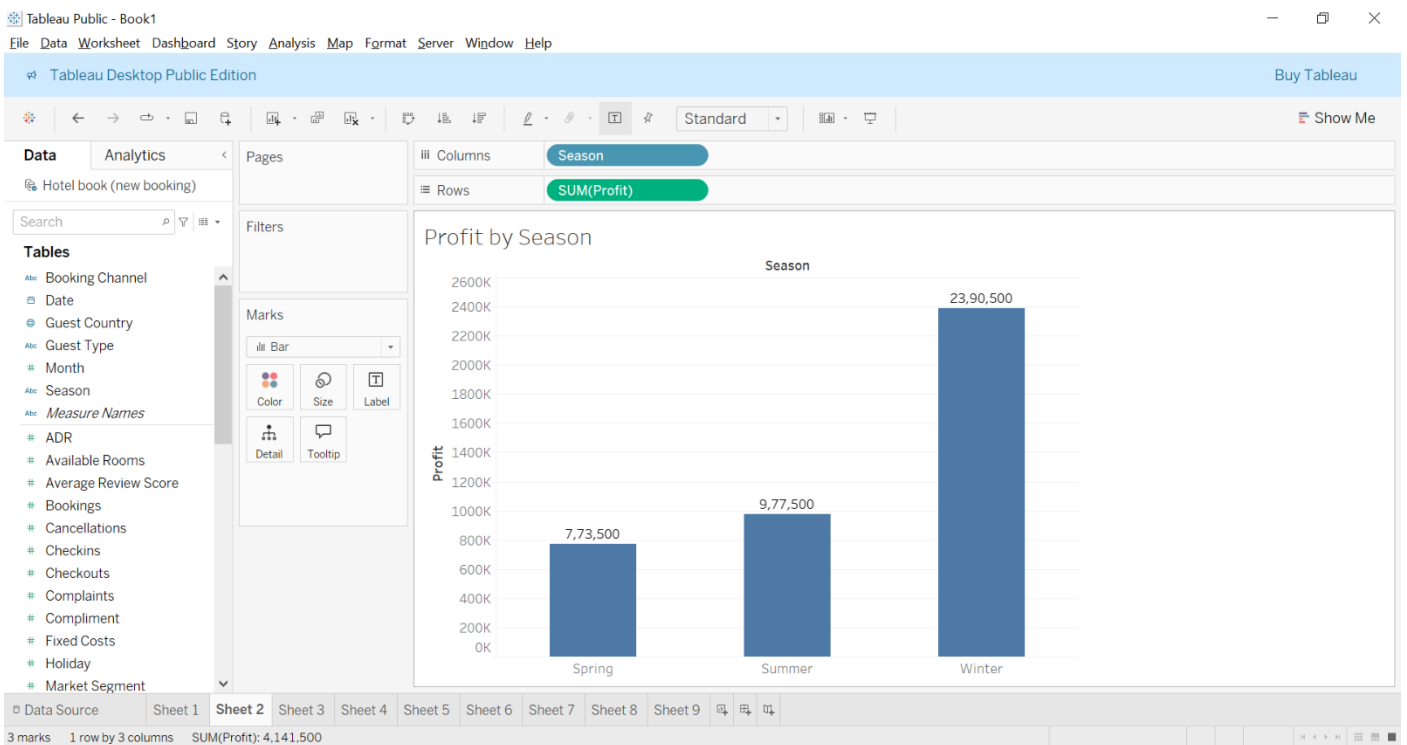 Tableau Public - Book1
File Data Worksheet Dashboard Story Analysis Map Format Server Window Help
Tableau Desktop Public Edition
Buy Tableau
Standard
Show Me
Data
Analytics
Hotel book (new booking)
Search
Tables
Abc Booking Channel
Date
Guest Country
Abc Guest Type
# Month
Abc Season
Abc Measure Names
# ADR
# Available Rooms
# Average Review Score
# Bookings
# Cancellations
# Checkins
# Checkouts
# Complaints
# Compliment
# Fixed Costs
# Holiday
# Market Segment
Pages
Filters
Marks
Bar
Color
Size
T
Label
Detail
Tooltip
Columns
Season
Rows
SUM(Profit)
Profit by Season
Season
Profit
2600K
2400K
2200K
2000K
1800K
1600K
1400K
1200K
1000K
800K
600K
400K
200K
0K
7,73,500
9,77,500
23,90,500
Spring
Summer
Winter
Data Source
Sheet 1
Sheet 2
Sheet 3
Sheet 4
Sheet 5
Sheet 6
Sheet 7
Sheet 8
Sheet 9
3 marks
1 row by 3 columns
SUM(Profit): 4,141,500